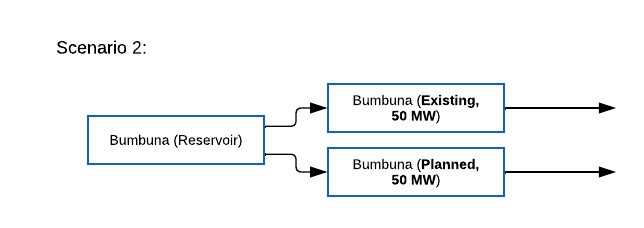 Scenario 2:
Bumbuna (Reservoir)
Bumbuna (Existing,
50 MW)
Bumbuna (Planned,
50 MW)